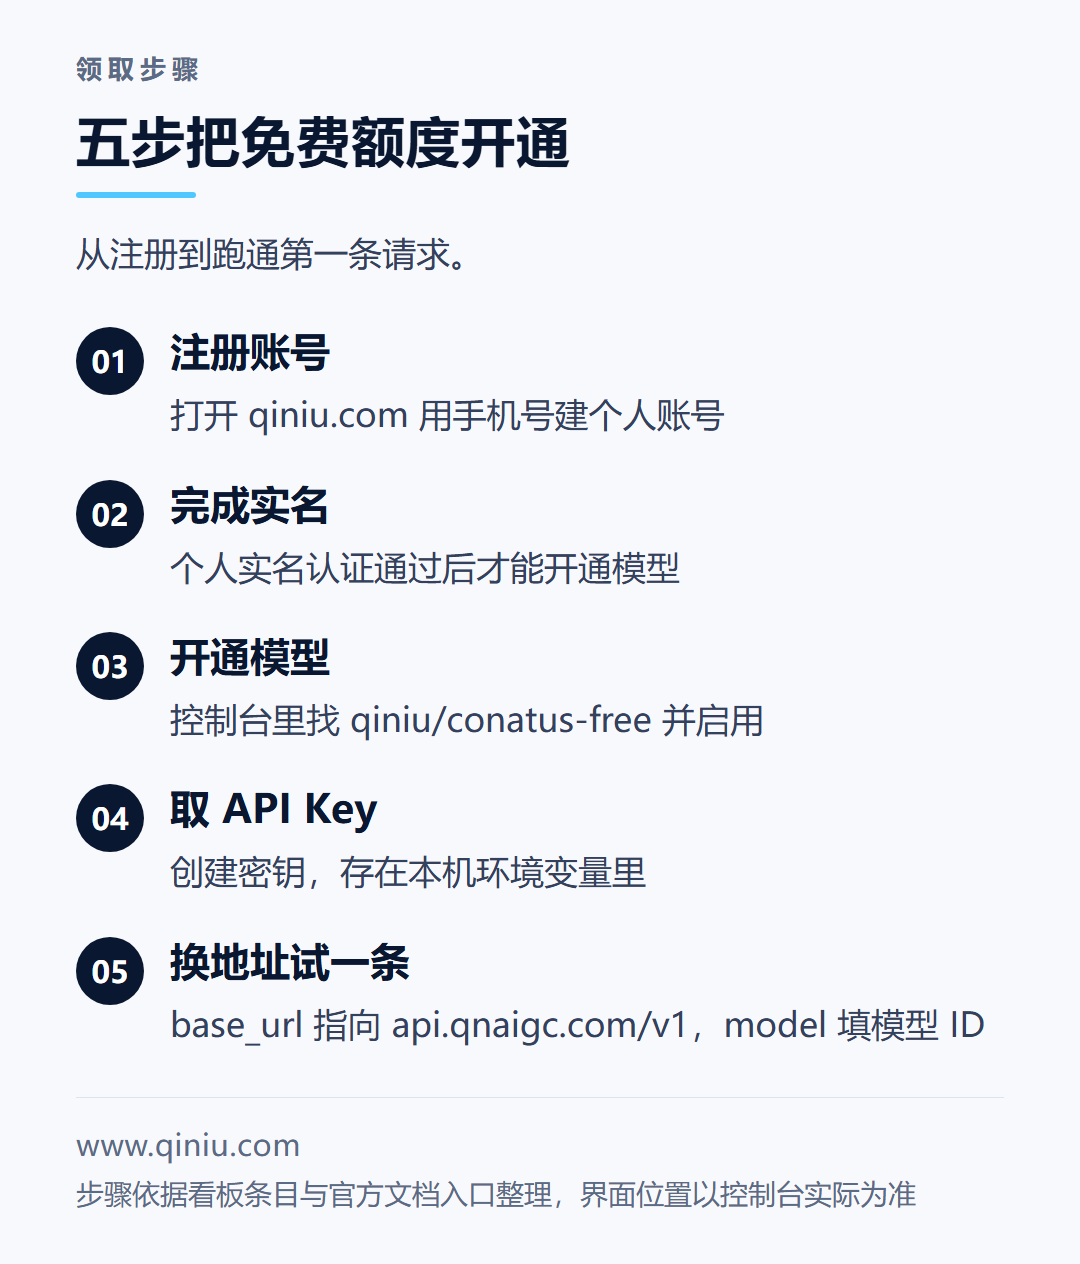 领取步骤
五步把免费额度开通
从注册到跑通第一条请求。
01 注册账号
打开 qiniu.com 用手机号建个人账号
02 完成实名
个人实名认证通过后才能开通模型
03 开通模型
控制台里找 qiniu/conatus-free 并启用
04 取 API Key
创建密钥，存在本机环境变量里
05 换地址试一条
base_url 指向 api.qnaigc.com/v1，model 填模型 ID
www.qiniu.com
步骤依据看板条目与官方文档入口整理，界面位置以控制台实际为准